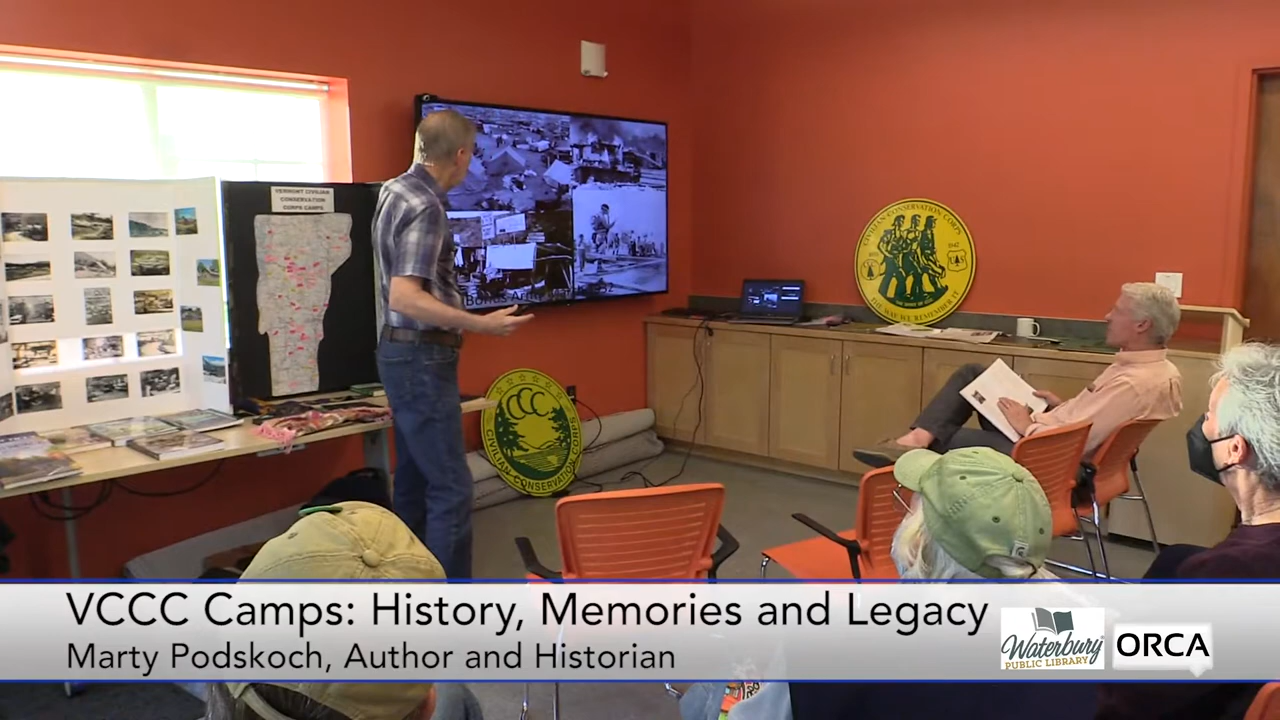 VERMONT CIVILIAN
CONSERVATION
CORPS CAMPS
CIVILIAN CONSERVATION CORPS
1942
THE WAY WE REMEMBER IT
CCC
CIVILIAN CONSERVATION CORPS
VCCC Camps: History, Memories and Legacy
Marty Podskoch, Author and Historian
Waterbury
PUBLIC LIBRARY
ORCA